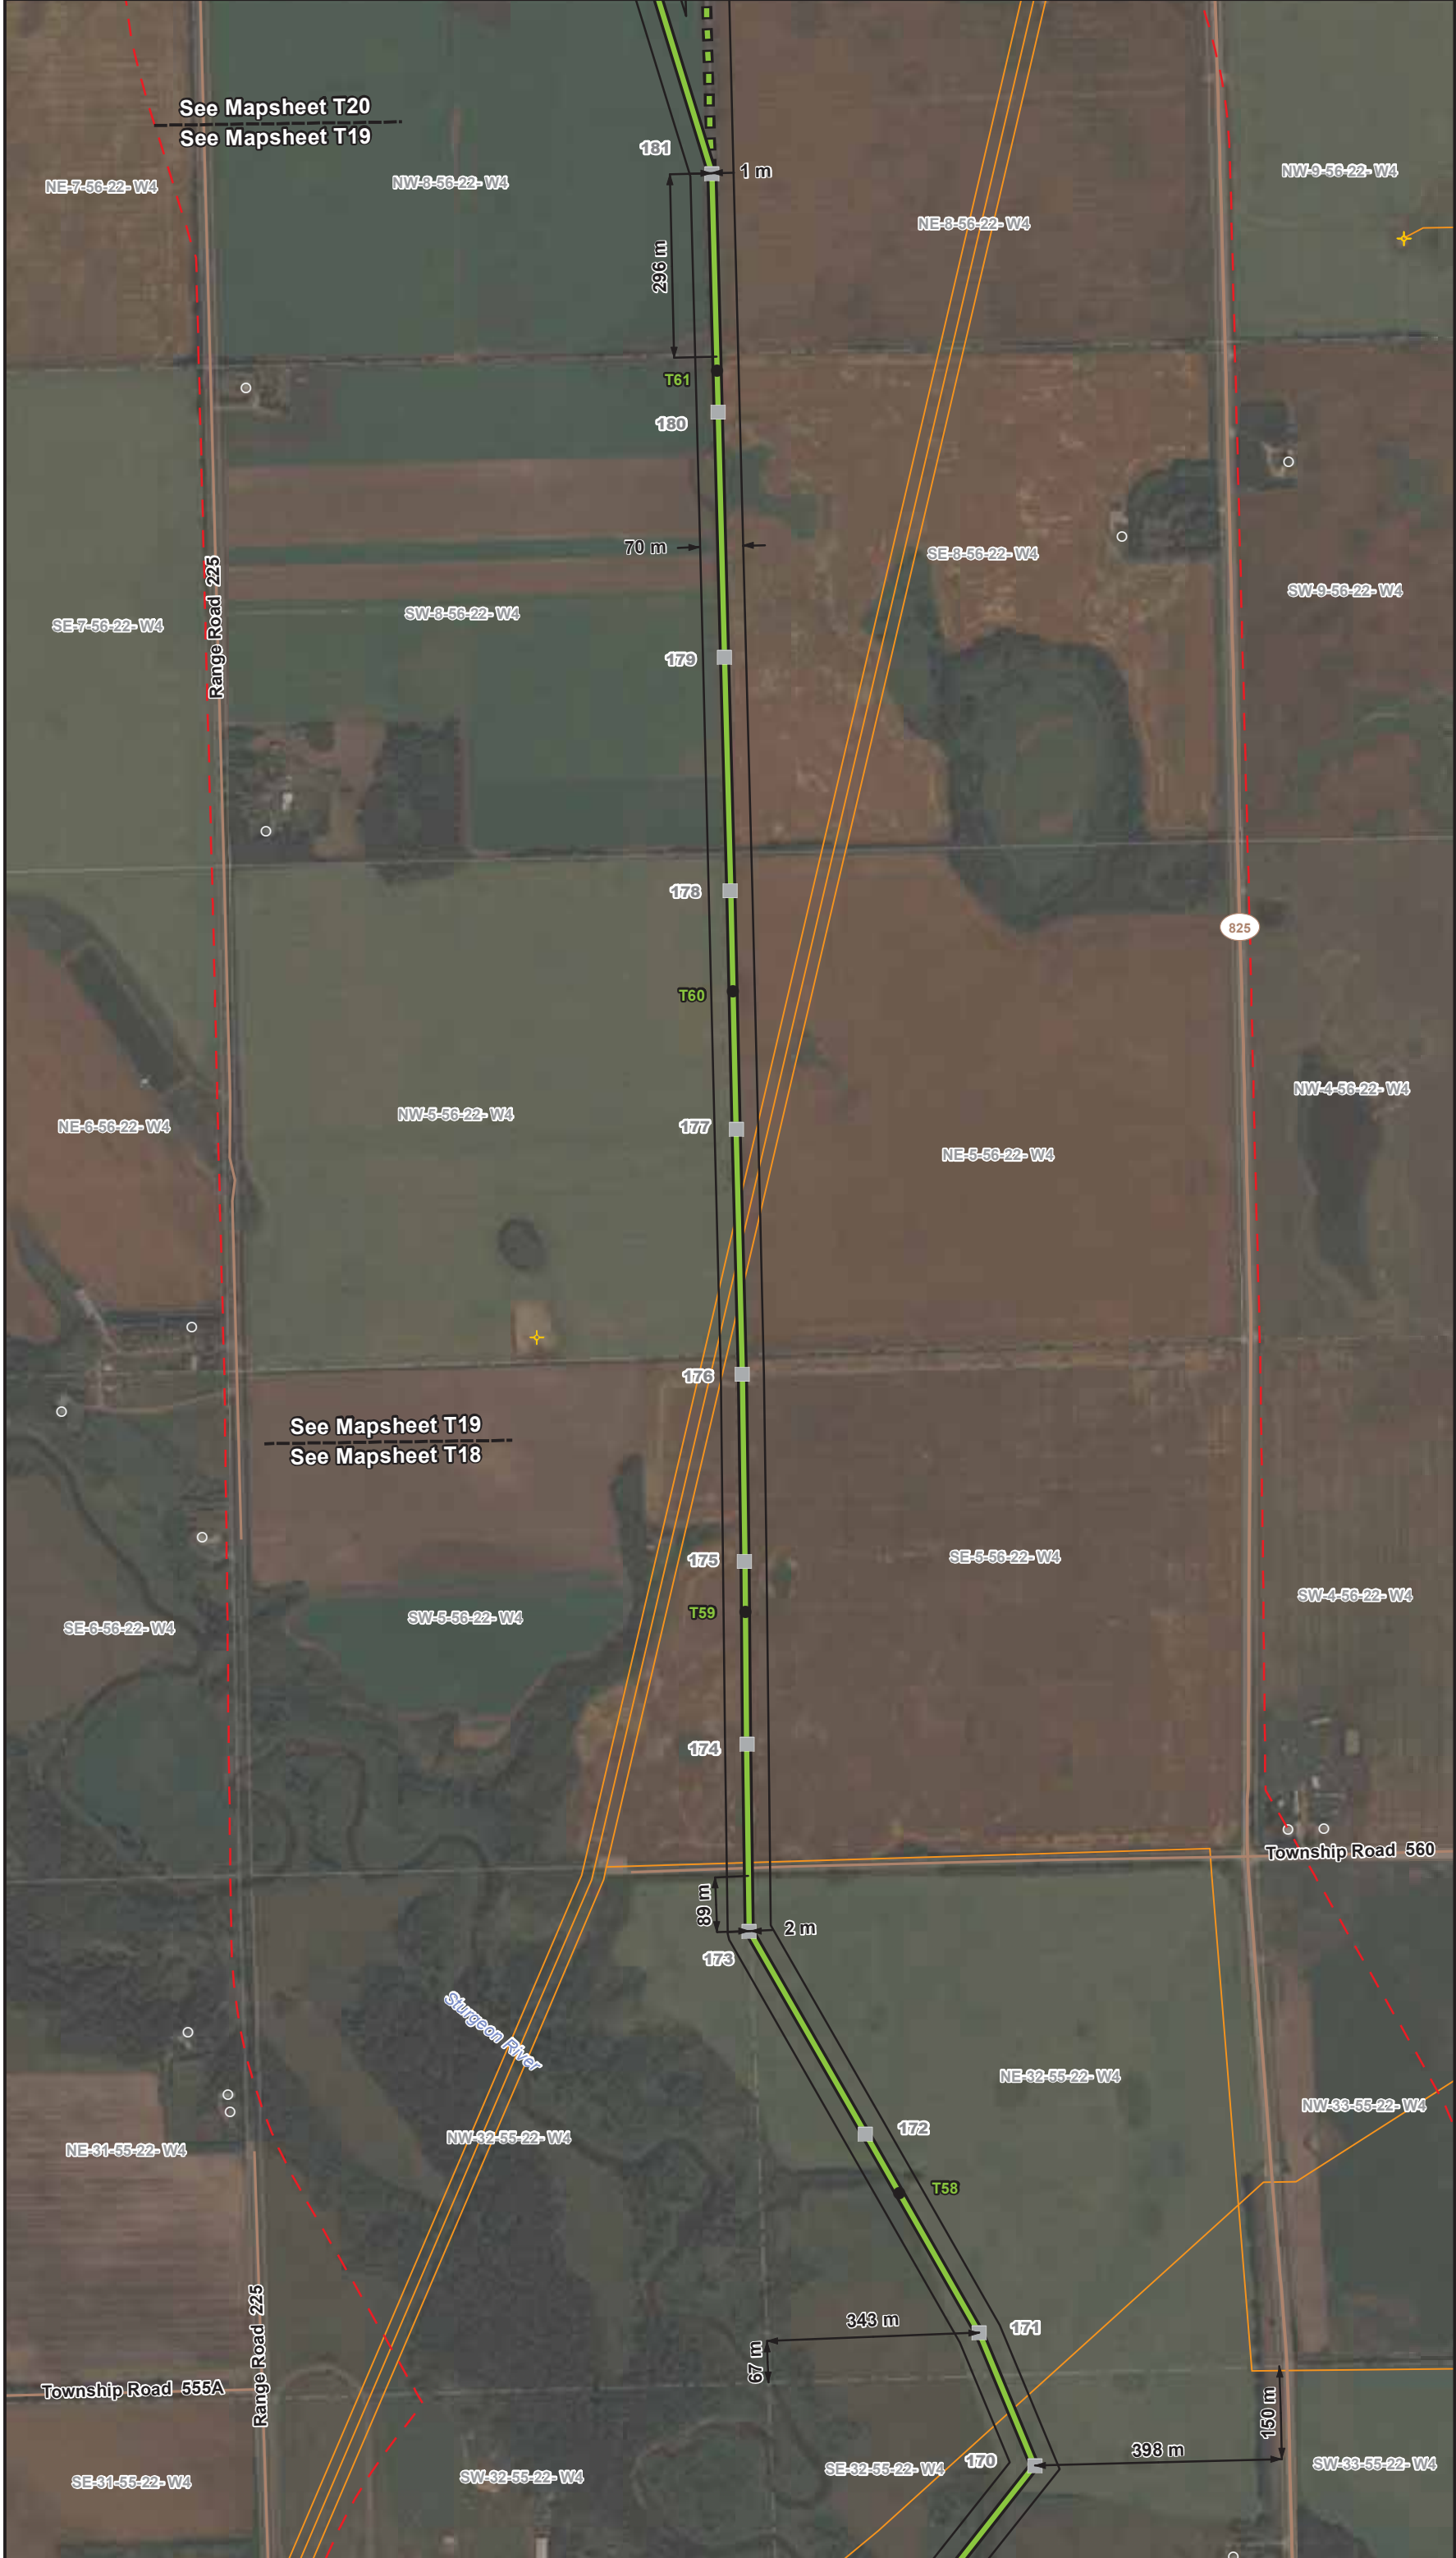 See Mapsheet T20
See Mapsheet T19
181
1 m
NE-7-56-22- W4
NW-8-56-22- W4
NW-9-56-22- W4
NE-8-56-22- W4
296 m
T61
180
70 m
SE-8-56-22- W4
SW-9-56-22- W4
Range Road 225
SW-8-56-22- W4
SE-7-56-22- W4
179
178
825
T60
NW-4-56-22- W4
NW-5-56-22- W4
NE-6-56-22- W4
177
NE-5-56-22- W4
176
See Mapsheet T19
See Mapsheet T18
175
SE-5-56-22- W4
SW-4-56-22- W4
T59
SW-5-56-22- W4
SE-6-56-22- W4
174
Township Road 560
89 m
2 m
173
Sturgeon River
NE-32-55-22- W4
NW-33-55-22- W4
172
NW-32-55-22- W4
NE-31-55-22- W4
T58
343 m
171
67 m
Range Road 225
Township Road 555A
150 m
398 m
170
SE-32-55-22- W4
SW-33-55-22- W4
SW-32-55-22- W4
SE-31-55-22- W4